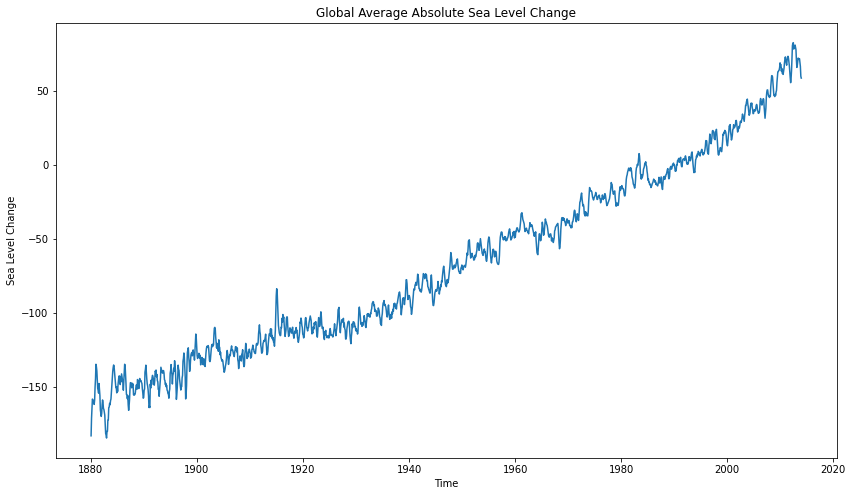 Global Average Absolute Sea Level Change
50
0
−50
−100
−150
Sea Level Change
1880 1900 1920 1940 1960 1980 2000 2020
Time